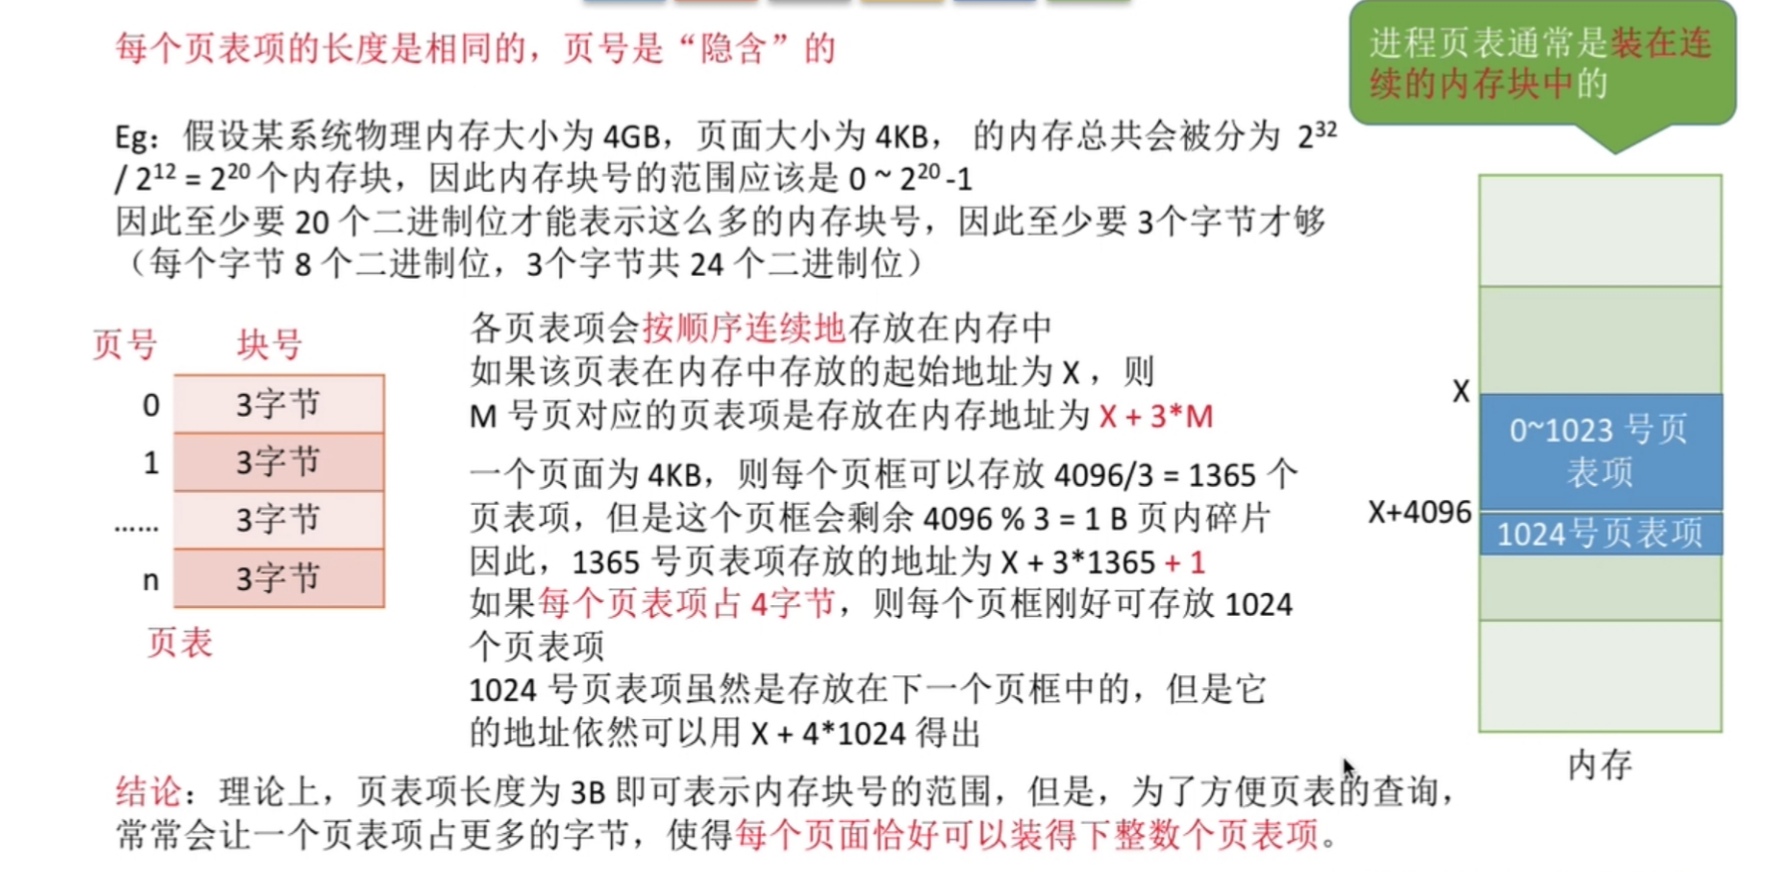 每个页表项的长度是相同的，页号是“隐含”的
进程页表通常是装在连
续的内存块中的
Eg：假设某系统物理内存大小为 4GB，页面大小为 4KB， 的内存总共会被分为 2³²
/ 2¹² = 2²⁰ 个内存块，因此内存块号的范围应该是 0 ~ 2²⁰ -1
因此至少要 20 个二进制位才能表示这么多的内存块号，因此至少要 3个字节才够
（每个字节 8 个二进制位，3个字节共 24 个二进制位）
页号 块号
0 3字节
1 3字节
…… 3字节
n 3字节
页表
各页表项会按顺序连续地存放在内存中
如果该页表在内存中存放的起始地址为 X ，则
M 号页对应的页表项是存放在内存地址为 X + 3*M
一个页面为 4KB，则每个页框可以存放 4096/3 = 1365 个
页表项，但是这个页框会剩余 4096 % 3 = 1 B 页内碎片
因此，1365 号页表项存放的地址为 X + 3*1365 + 1
如果每个页表项占 4字节，则每个页框刚好可存放 1024
个页表项
1024 号页表项虽然是存放在下一个页框中的，但是它
的地址依然可以用 X + 4*1024 得出
X
0~1023 号页
表项
X+4096
1024号页表项
内存
结论：理论上，页表项长度为 3B 即可表示内存块号的范围，但是，为了方便页表的查询，
常常会让一个页表项占更多的字节，使得每个页面恰好可以装得下整数个页表项。